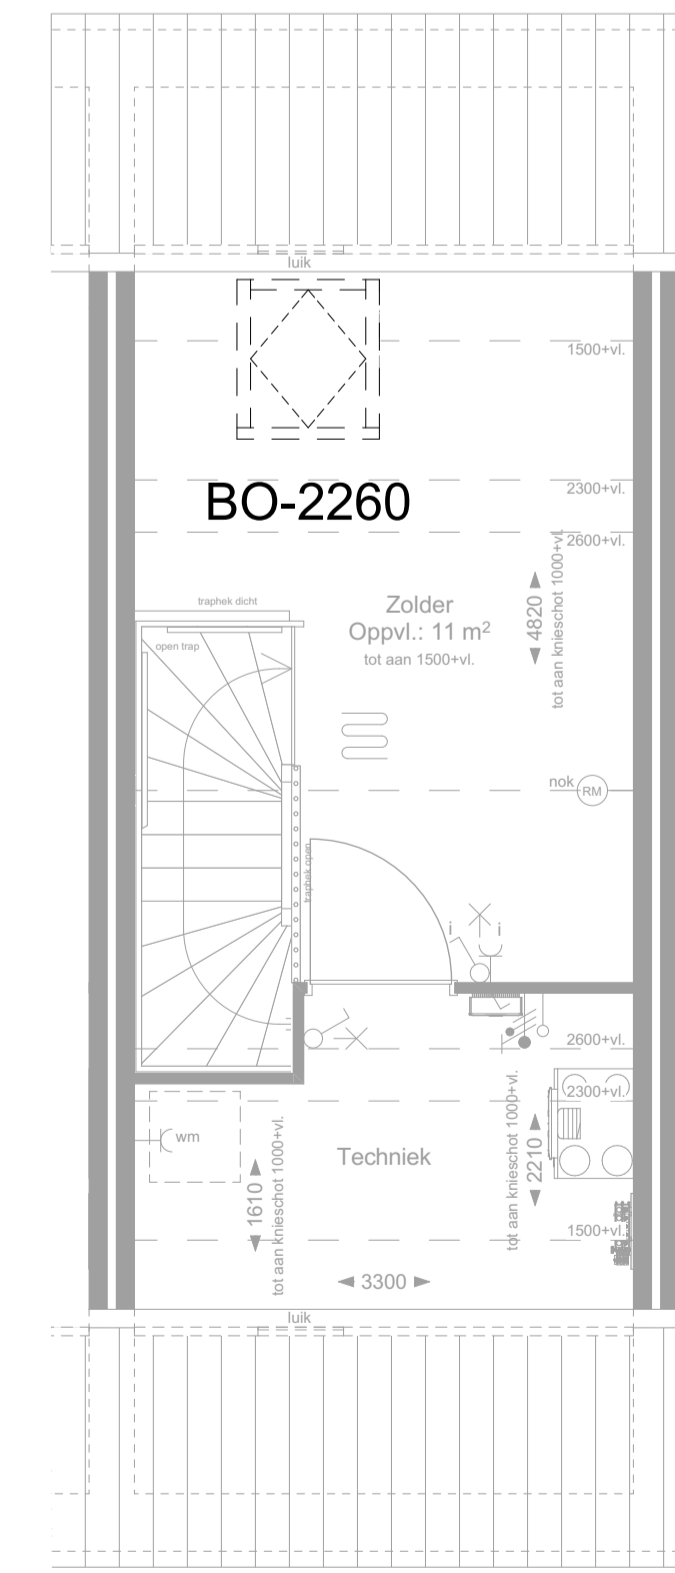 luik
1500+vl.
2300+vl.
BO-2260
2600+vl.
traphek dicht
open trap
Zolder
Oppvl.: 11 m²
tot aan 1500+vl.
4820
tot aan knieschot 1000+vl.
nok
RM
traphek open
i
i
2600+vl.
2300+vl.
wm
Techniek
tot aan knieschot 1000+vl.
2210
1610
tot aan knieschot 1000+vl.
1500+vl.
3300
luik